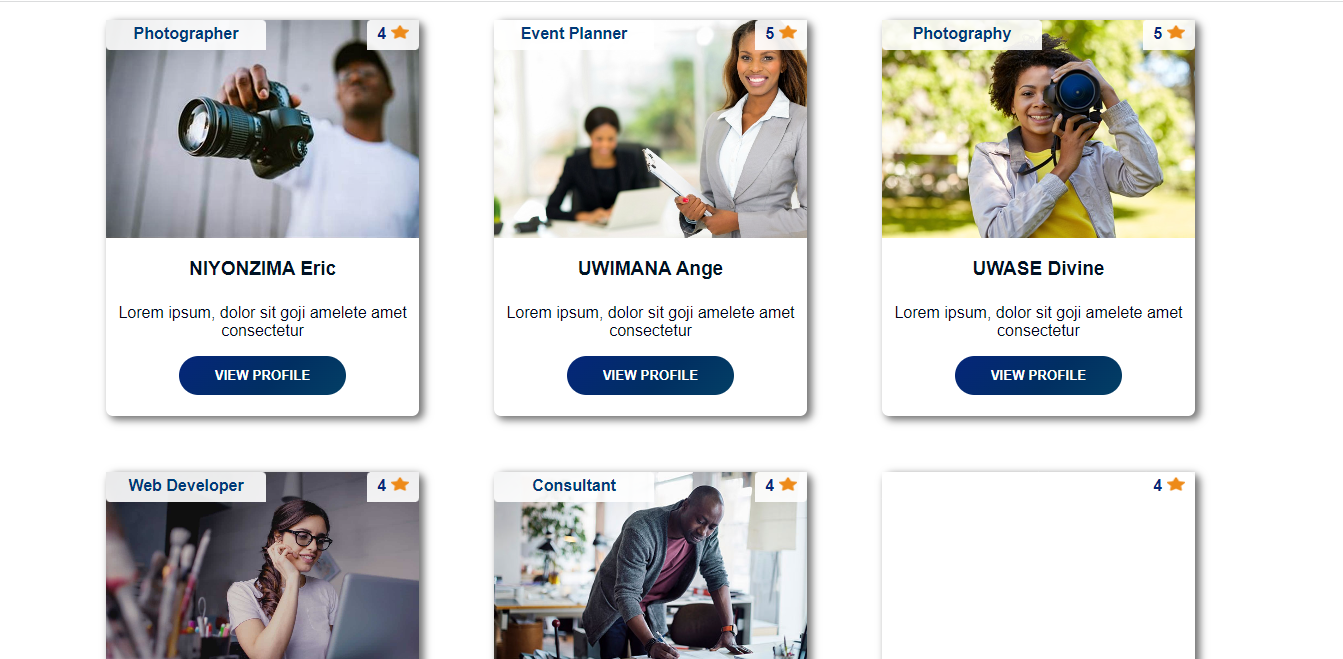 Photographer 4
Event Planner 5
Photography 5
NIYONZIMA Eric
UWIMANA Ange
UWASE Divine
Lorem ipsum, dolor sit goji amelete amet
consectetur
Lorem ipsum, dolor sit goji amelete amet
consectetur
Lorem ipsum, dolor sit goji amelete amet
consectetur
VIEW PROFILE
VIEW PROFILE
VIEW PROFILE
Web Developer 4
Consultant 4
4